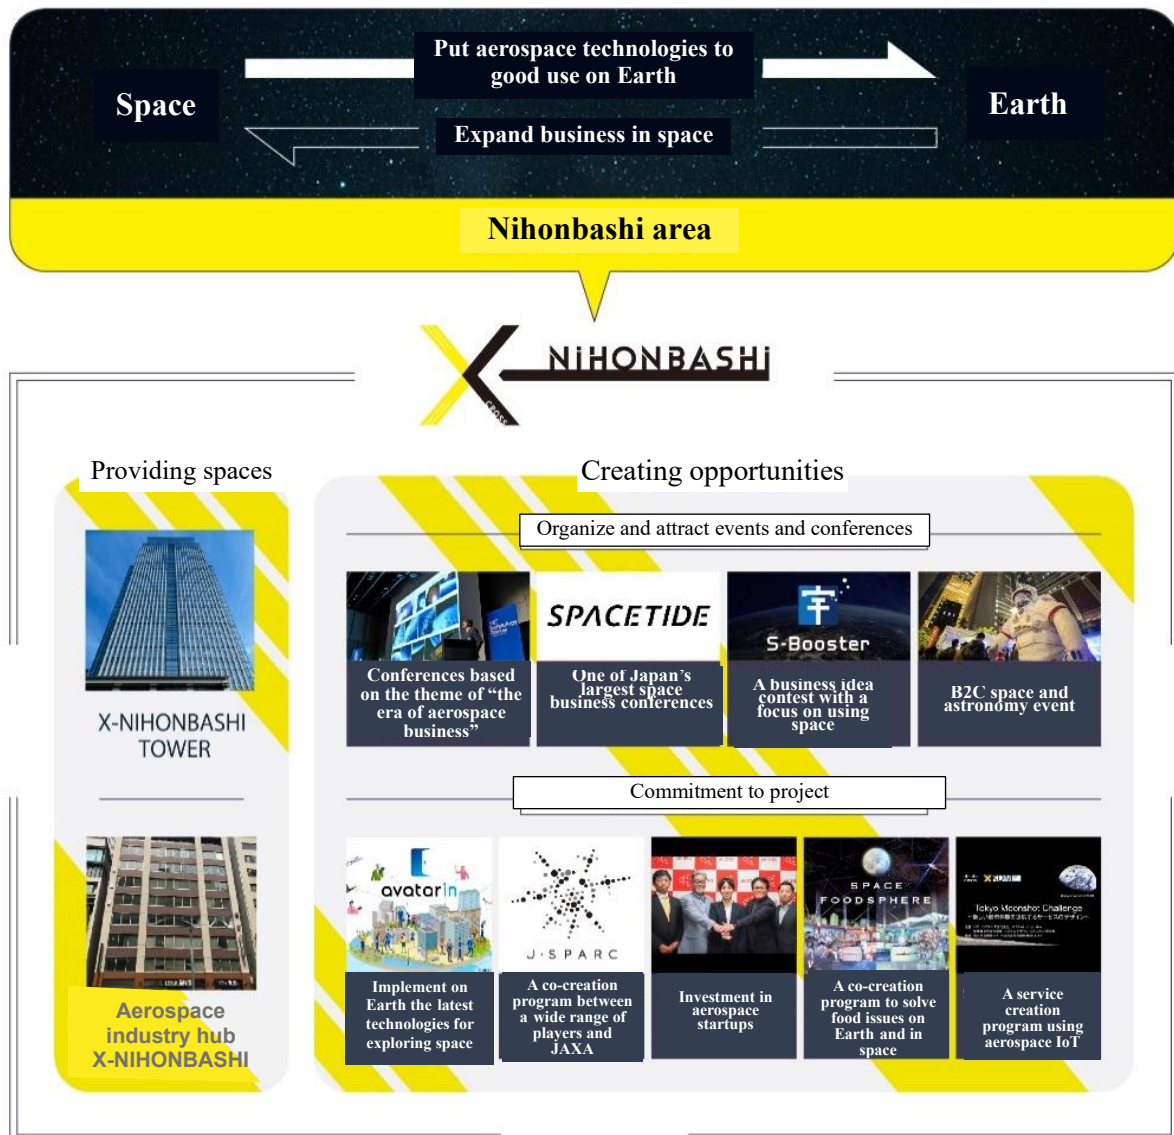 Put aerospace technologies to
good use on Earth
Space
Earth
Expand business in space
Nihonbashi area
X
CROSS
NIHONBASHI
Providing spaces
Creating opportunities
Organize and attract events and conferences
SPACETIDE
宇
S-Booster
Conferences based
on the theme of “the
era of aerospace
business”
One of Japan’s
largest space
business conferences
A business idea
contest with a
focus on using
space
B2C space and
astronomy event
X-NIHONBASHI
TOWER
Commitment to project
avatarin
J-SPARC
SPACE
FOODSPHERE
Tokyo Moonshot Challenge
Implement on
Earth the latest
technologies for
exploring space
A co-creation
program between
a wide range of
players and
JAXA
Investment in
aerospace
startups
A co-creation
program to solve
food issues on
Earth and in
space
A service
creation
program using
aerospace IoT
Aerospace
industry hub
X-NIHONBASHI